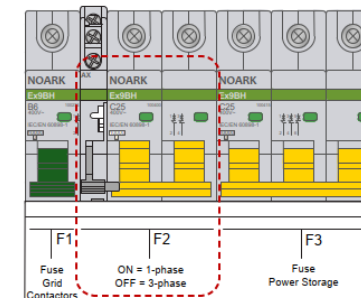 NOARK
AX
NOARK
NOARK
Ex9BH
Ex9BH
Ex9BH
B6
C25
C25
F1
F2
F3
Fuse
Grid
Contactors
ON = 1-phase
OFF = 3-phase
Fuse
Power Storage